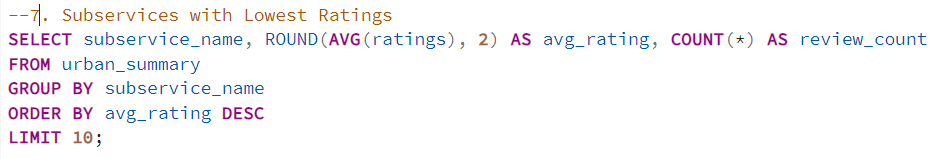 --7. Subservices with Lowest Ratings
SELECT subservice_name, ROUND(AVG(ratings), 2) AS avg_rating, COUNT(*) AS review_count
FROM urban_summary
GROUP BY subservice_name
ORDER BY avg_rating DESC
LIMIT 10;